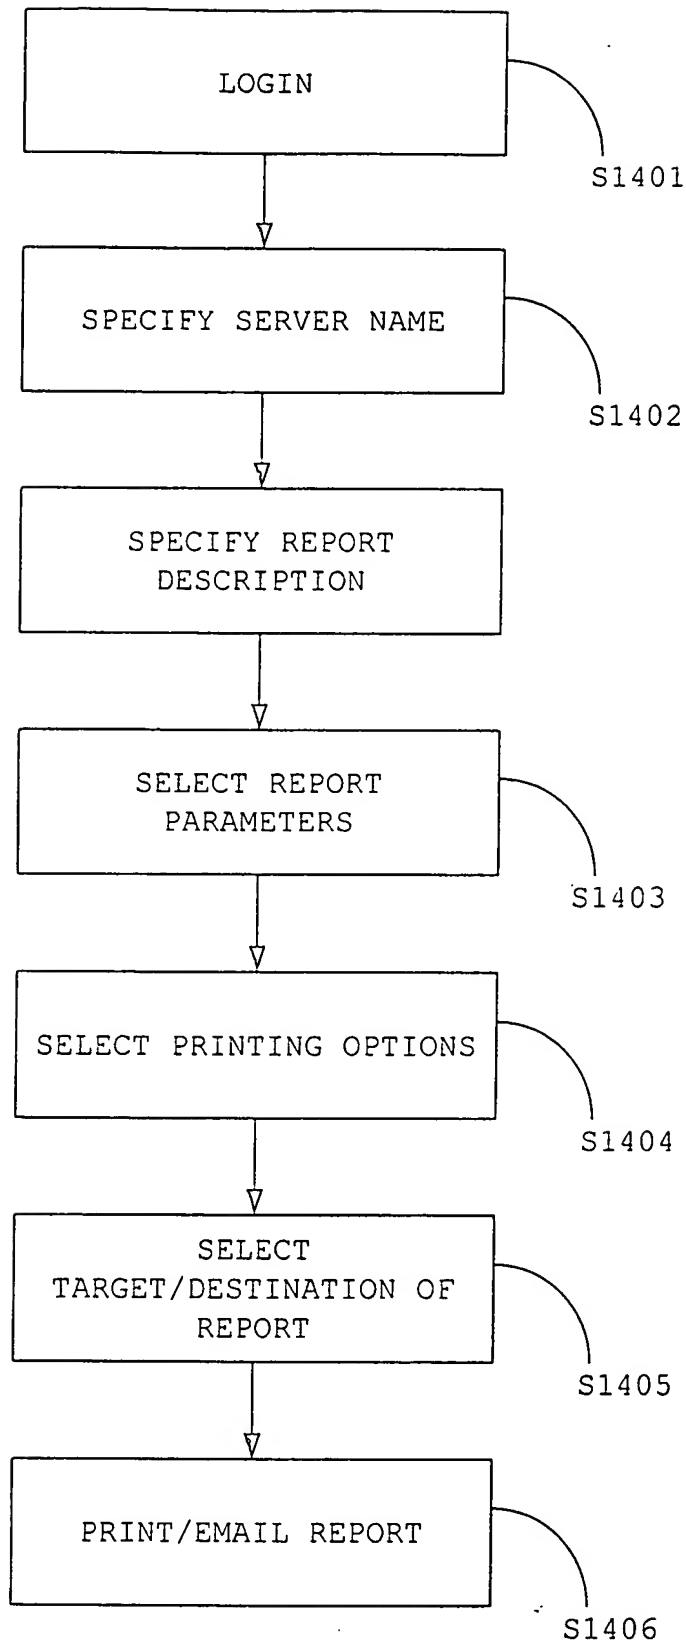 LOGIN
S1401
SPECIFY SERVER NAME
S1402
SPECIFY REPORT
DESCRIPTION
SELECT REPORT
PARAMETERS
S1403
SELECT PRINTING OPTIONS
S1404
SELECT
TARGET/DESTINATION OF
REPORT
S1405
PRINT/EMAIL REPORT
S1406